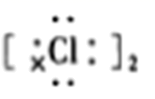 [ :×Cl: ]₂